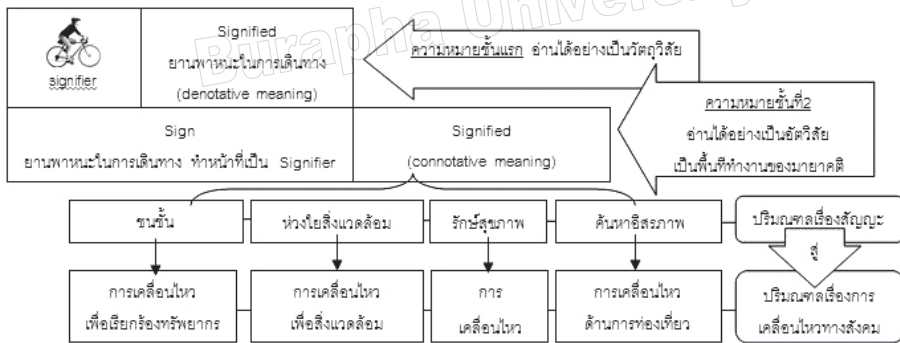 Burapha University
signifier
Signified
ยานพาหนะในการเดินทาง
(denotative meaning)
ความหมายชั้นแรก อ่านได้อย่างเป็นวัตถุวิสัย
Sign
ยานพาหนะในการเดินทาง ทำหน้าที่เป็น Signifier
Signified
(connotative meaning)
ความหมายชั้นที่2
อ่านได้อย่างเป็นอัตวิสัย
เป็นพื้นที่ทำงานของมายาคติ
ชนชั้น
ห่วงใยสิ่งแวดล้อม
รักษ์สุขภาพ
ค้นหาอิสรภาพ
ปริมณฑลเรื่องสัญญะ
การเคลื่อนไหว
เพื่อเรียกร้องทรัพยากร
การเคลื่อนไหว
เพื่อสิ่งแวดล้อม
การ
เคลื่อนไหว
การเคลื่อนไหว
ด้านการท่องเที่ยว
ปริมณฑลเรื่องการ
เคลื่อนไหวทางสังคม